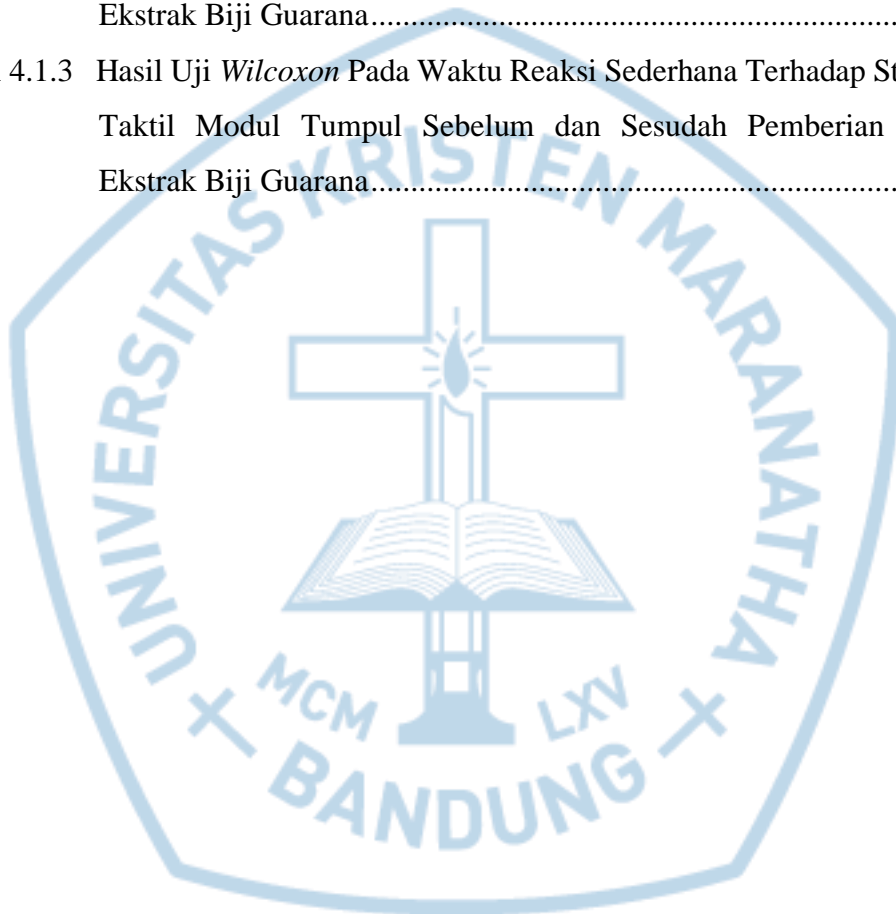 Ekstrak Biji Guarana
4.1.3 Hasil Uji Wilcoxon Pada Waktu Reaksi Sederhana Terhadap
Taktil Modul Tumpul Sebelum dan Sesudah Pemberian
Ekstrak Biji Guarana
UNIVERSITAS KRISTEN MARANATHA
MCM LXV
BANDUNG